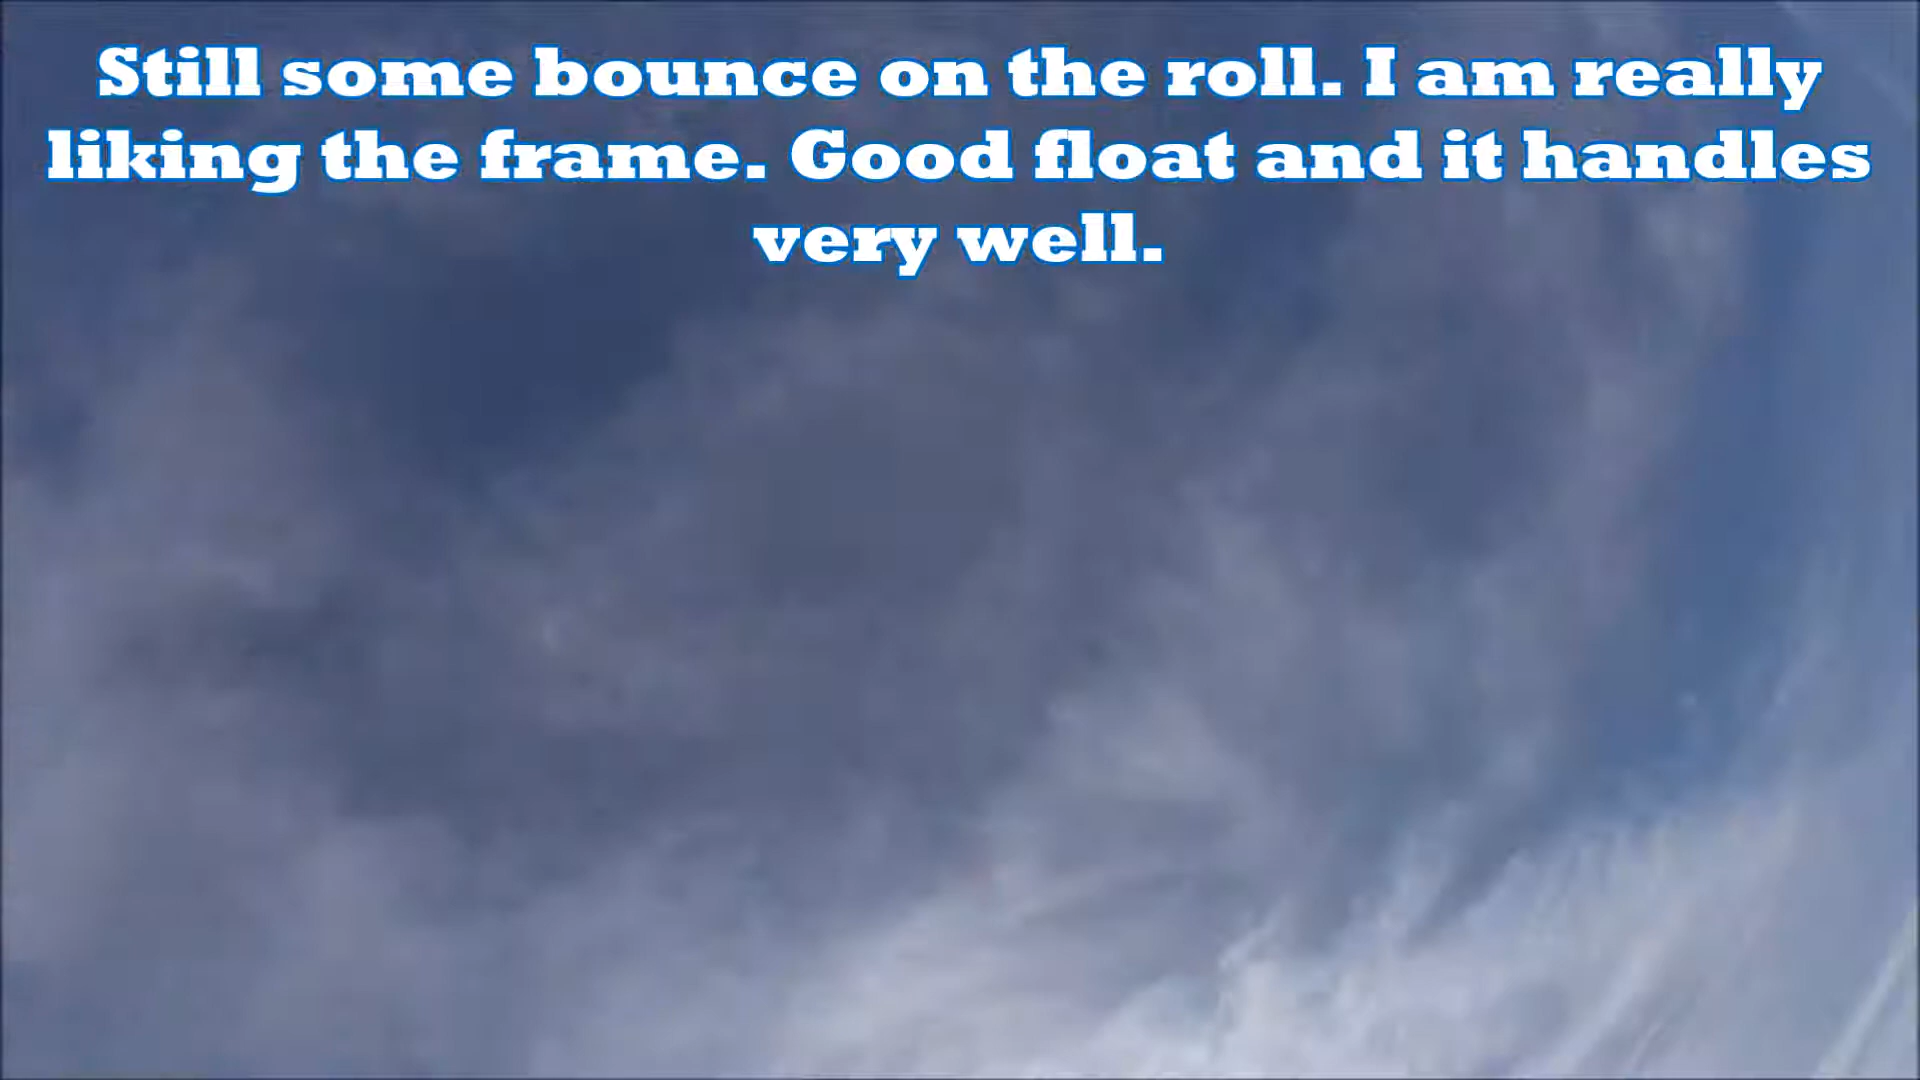 Still some bounce on the roll. I am really
liking the frame. Good float and it handles
very well.